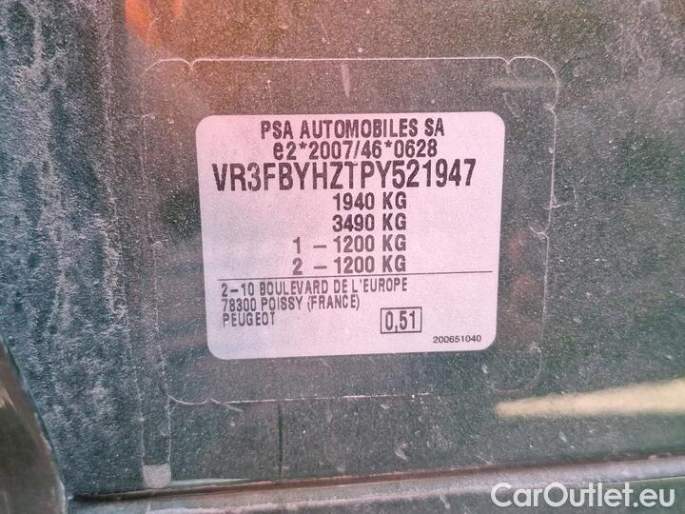 PSA AUTOMOBILES SA
e2*2007/46*0628
VR3FBYHZTPY521947
1940 KG
3490 KG
1 – 1200 KG
2 – 1200 KG
2–10 BOULEVARD DE L'EUROPE
78300 POISSY (FRANCE)
PEUGEOT
0,51
200651040
CarOutlet.eu